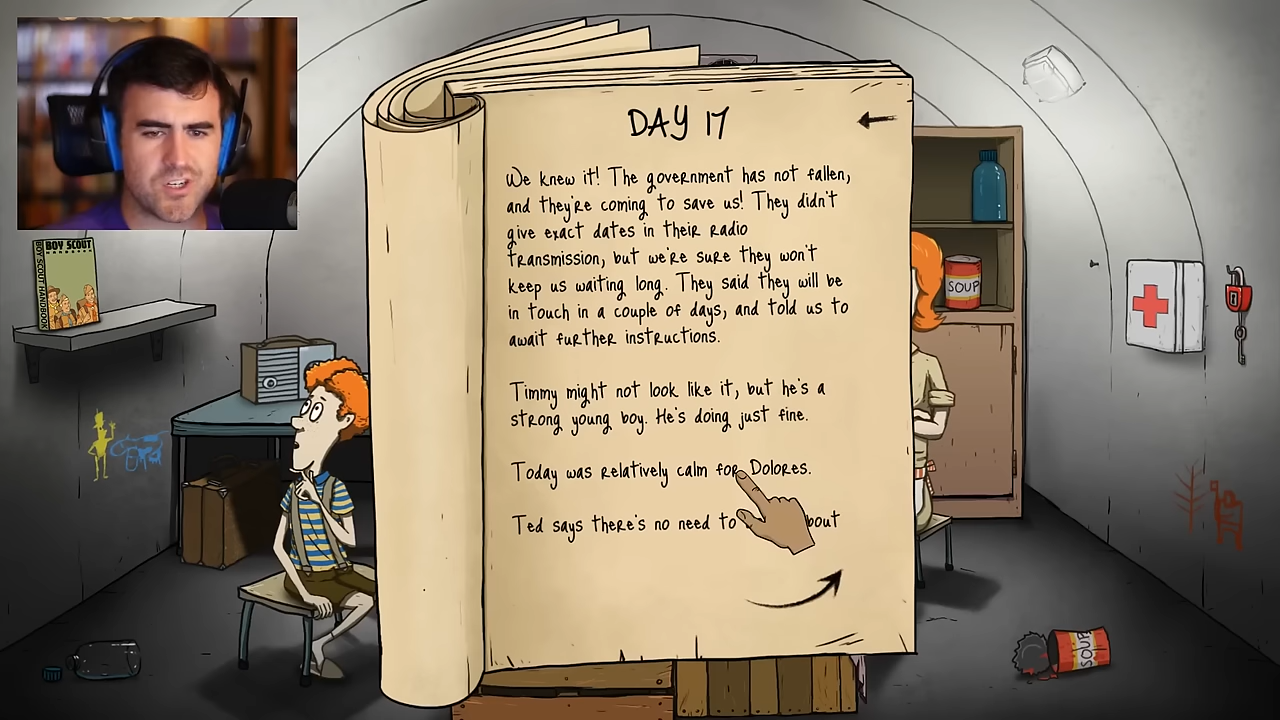 DAY 17
We knew it! The government has not fallen,
and they're coming to save us! They didn't
give exact dates in their radio
transmission, but we're sure they won't
keep us waiting long. They said they will be
in touch in a couple of days, and told us to
await further instructions.
Timmy might not look like it, but he's a
strong young boy. He's doing just fine.
Today was relatively calm for Dolores.
Ted says there's no need to
BOY SCOUT
HANDBOOK
BOY SCOUT HANDBOOK
SOUP
SOUP